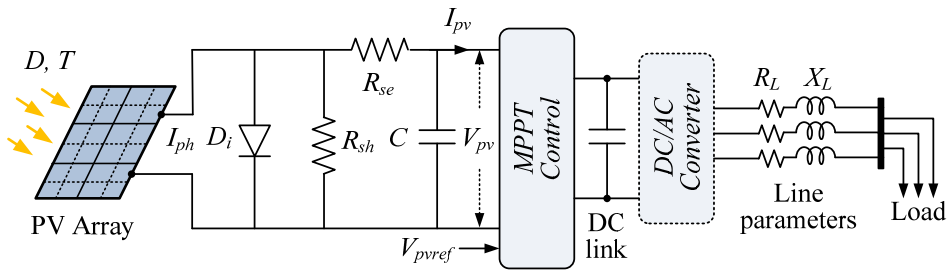 D, T
PV Array
I_ph
D_i
R_sh
R_se
C
I_pv
V_pv
V_pvref
MPPT
Control
DC
link
DC/AC
Converter
R_L
X_L
Line
parameters
Load